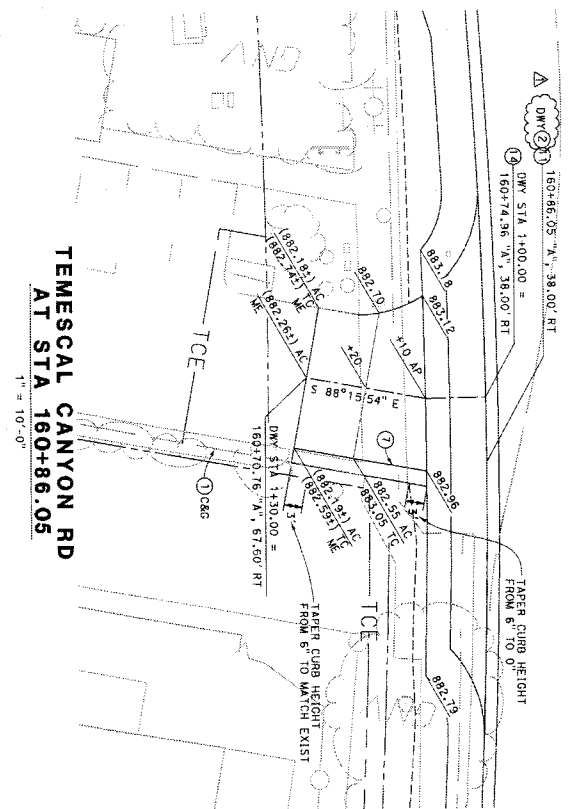 DWY 2 11
160+86.05 "A", 38.00' RT
14
DWY STA 1+00.00 =
160+74.96 "A", 38.00' RT
883.18
883.12
882.70
+10 AP
+20
(882.18±) AC
(882.74±) TC
ME
(882.26±) AC
ME
S 88°15'54" E
TCE
7
882.96
882.55 AC
883.05 TC
(882.19±) AC
(882.59±) TC
ME
3'
3'
TAPER CURB HEIGHT
FROM 6" TO 0"
882.79
TCE
DWY STA 1+30.00 =
160+70.76 "A", 67.60' RT
1 C&G
TAPER CURB HEIGHT
FROM 6" TO MATCH EXIST
TEMESCAL CANYON RD
AT STA 160+86.05
1" = 10'-0"